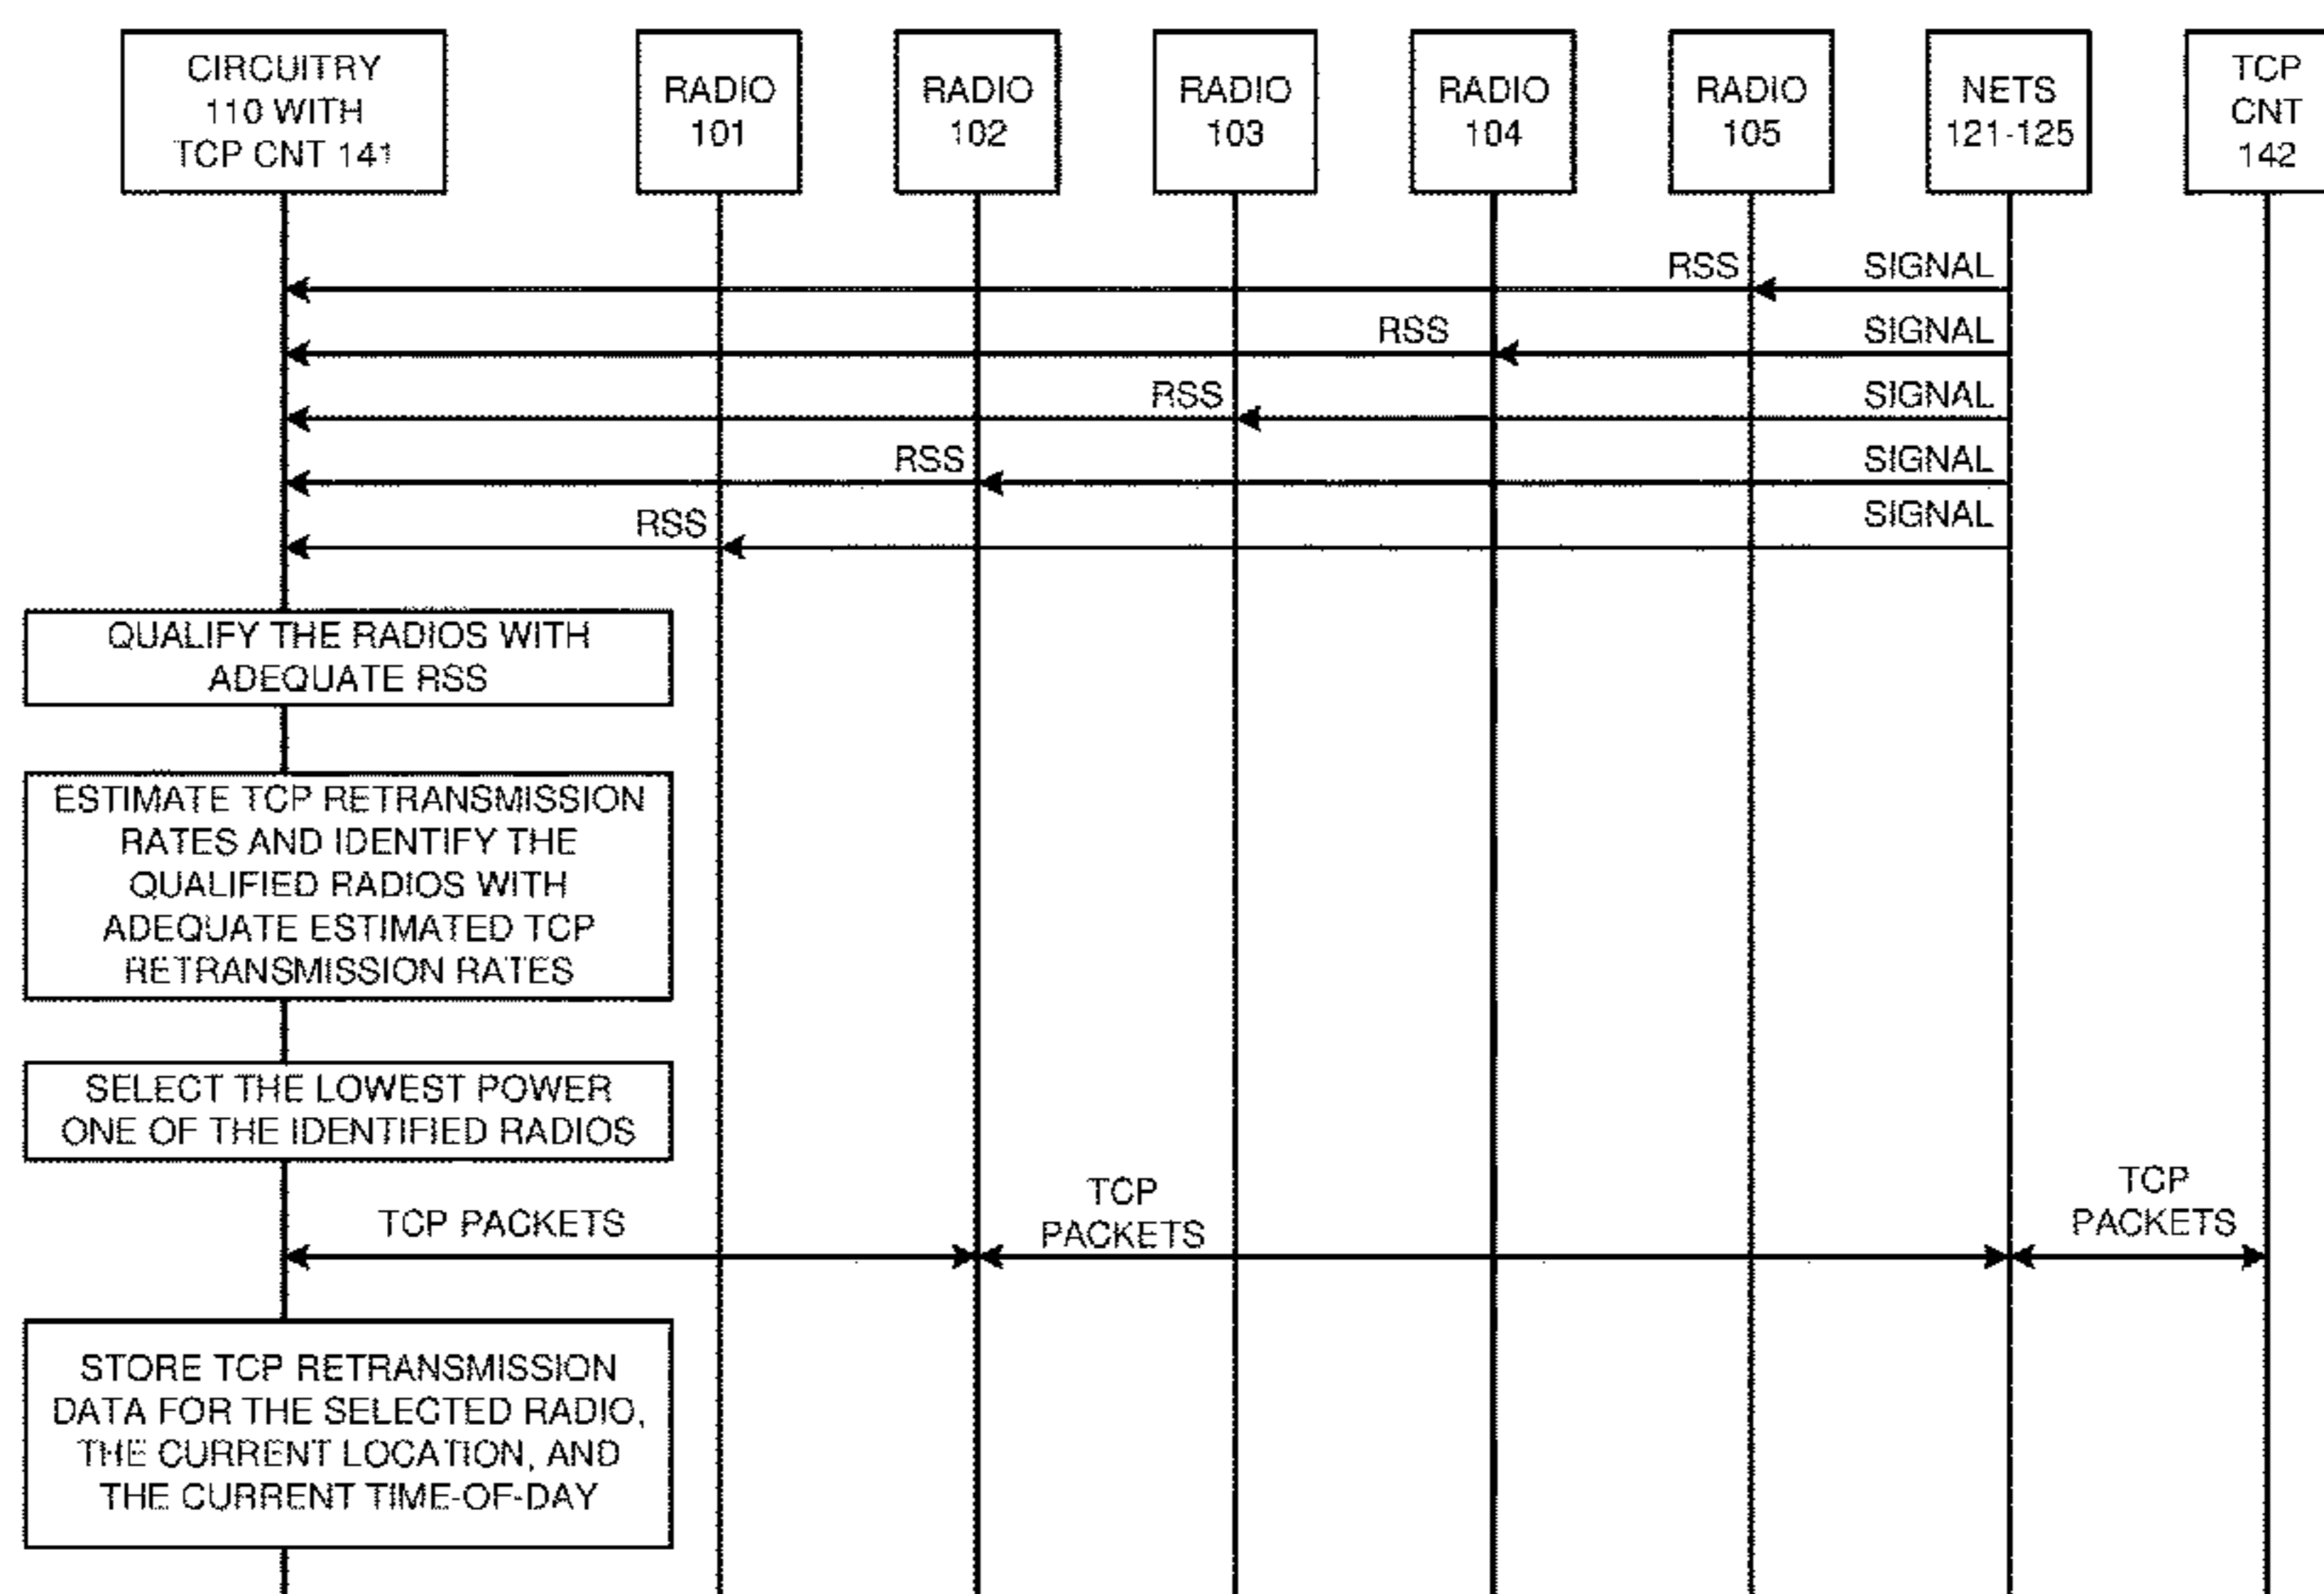 CIRCUITRY
110 WITH
TCP CNT 141
RADIO
101
RADIO
102
RADIO
103
RADIO
104
RADIO
105
NETS
121-125
TCP
CNT
142
RSS
SIGNAL
RSS
SIGNAL
RSS
SIGNAL
RSS
SIGNAL
RSS
SIGNAL
QUALIFY THE RADIOS WITH
ADEQUATE RSS
ESTIMATE TCP RETRANSMISSION
RATES AND IDENTIFY THE
QUALIFIED RADIOS WITH
ADEQUATE ESTIMATED TCP
RETRANSMISSION RATES
SELECT THE LOWEST POWER
ONE OF THE IDENTIFIED RADIOS
TCP PACKETS
TCP
PACKETS
TCP
PACKETS
STORE TCP RETRANSMISSION
DATA FOR THE SELECTED RADIO,
THE CURRENT LOCATION, AND
THE CURRENT TIME-OF-DAY